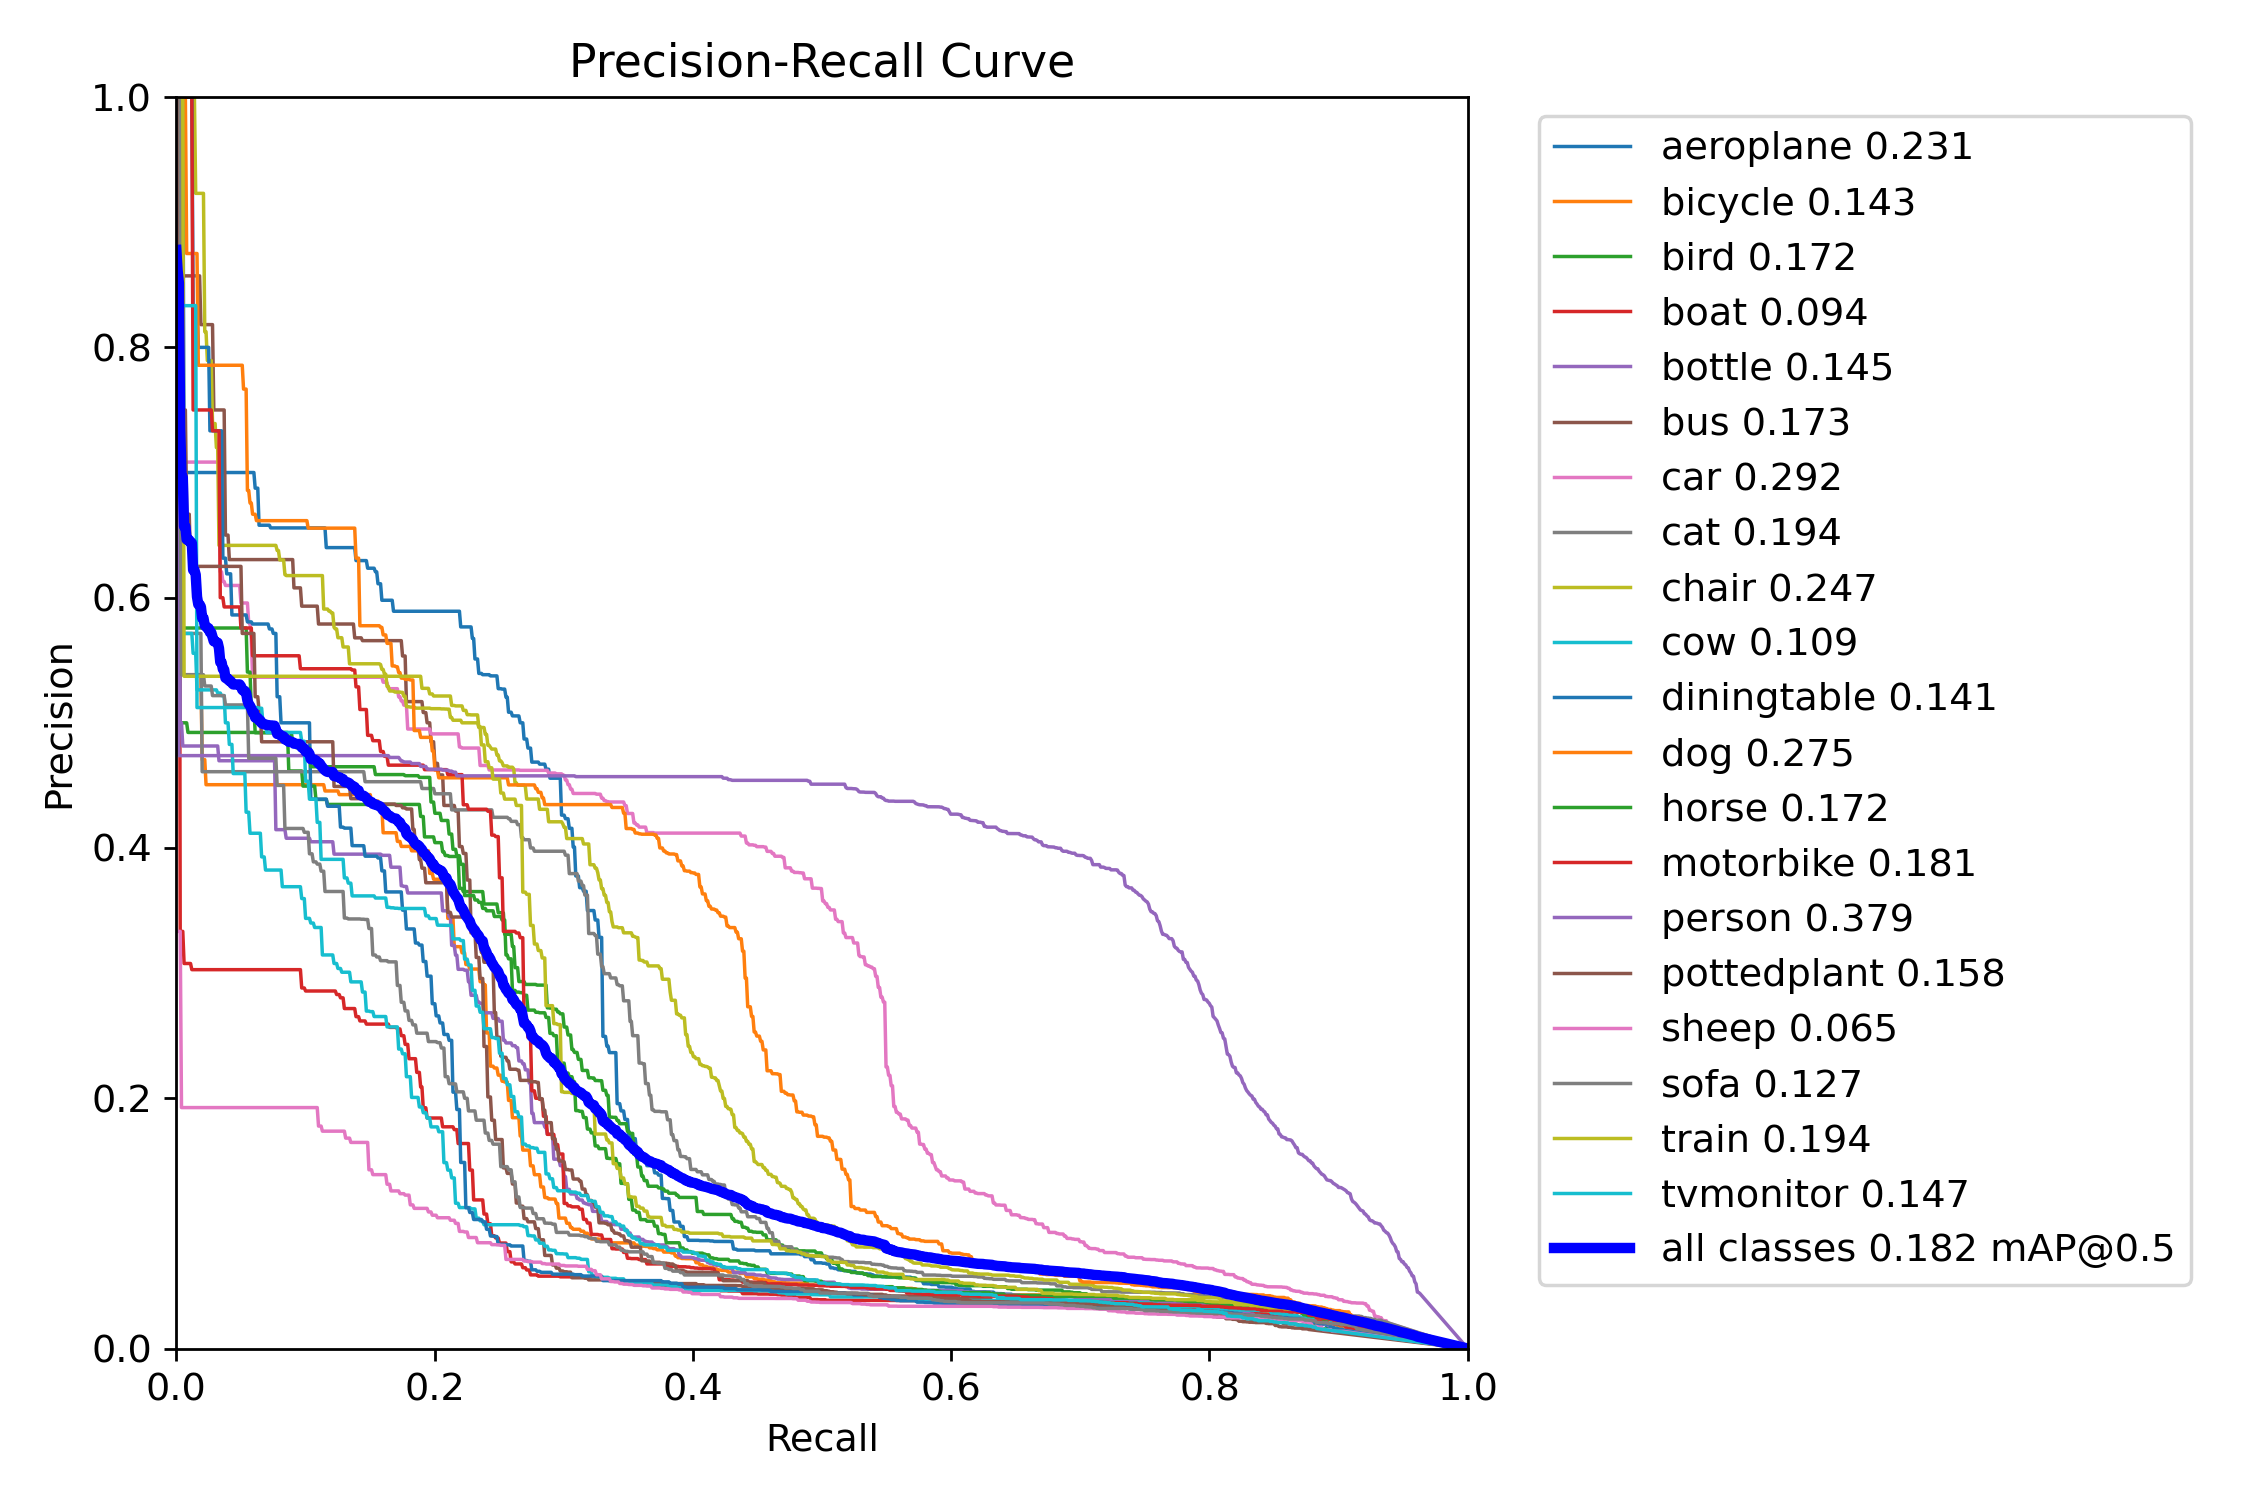 Precision-Recall Curve
1.0
0.8
0.6
0.4
0.2
0.0
Precision
0.0 0.2 0.4 0.6 0.8 1.0
Recall
aeroplane 0.231
bicycle 0.143
bird 0.172
boat 0.094
bottle 0.145
bus 0.173
car 0.292
cat 0.194
chair 0.247
cow 0.109
diningtable 0.141
dog 0.275
horse 0.172
motorbike 0.181
person 0.379
pottedplant 0.158
sheep 0.065
sofa 0.127
train 0.194
tvmonitor 0.147
all classes 0.182 mAP@0.5